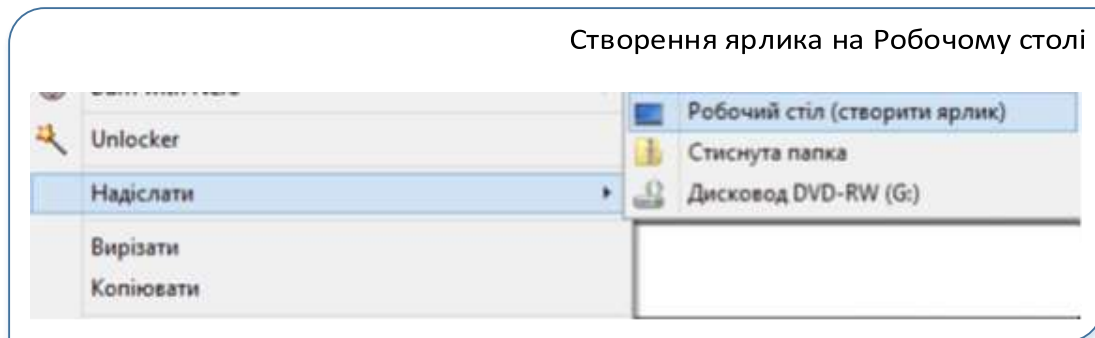 Створення ярлика на Робочому столі
Unlocker
Надіслати
Вирізати
Копіювати
Робочий стіл (створити ярлик)
Стиснута папка
Дисковод DVD-RW (G:)